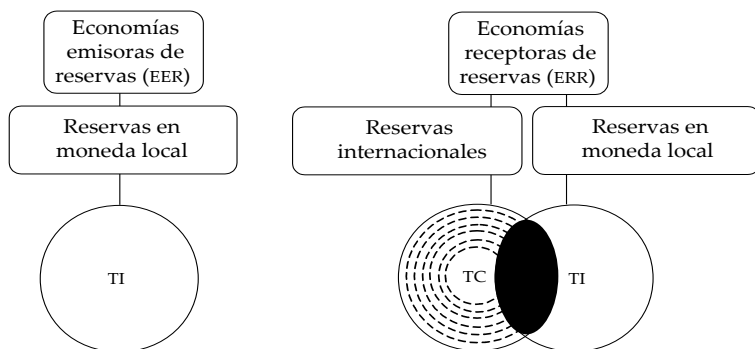 Economías
emisoras de
reservas (EER)
Economías
receptoras de
reservas (ERR)
Reservas en
moneda local
Reservas
internacionales
Reservas en
moneda local
TI
TC
TI